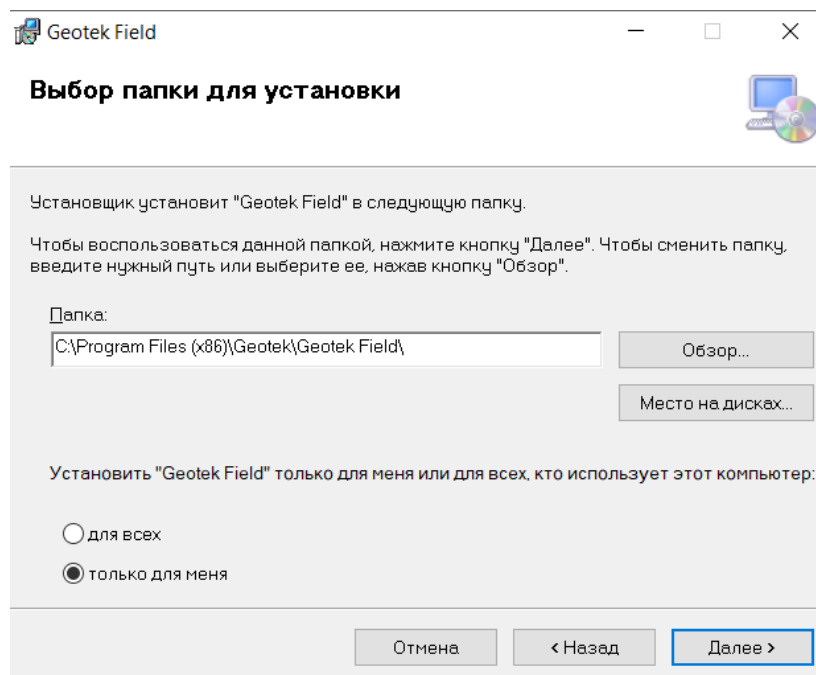 Geotek Field
Выбор папки для установки
Установщик установит "Geotek Field" в следующую папку.
Чтобы воспользоваться данной папкой, нажмите кнопку "Далее". Чтобы сменить папку,
введите нужный путь или выберите ее, нажав кнопку "Обзор".
Папка:
C:\Program Files (x86)\Geotek\Geotek Field\
Обзор...
Место на дисках...
Установить "Geotek Field" только для меня или для всех, кто использует этот компьютер:
для всех
только для меня
Отмена
< Назад
Далее >